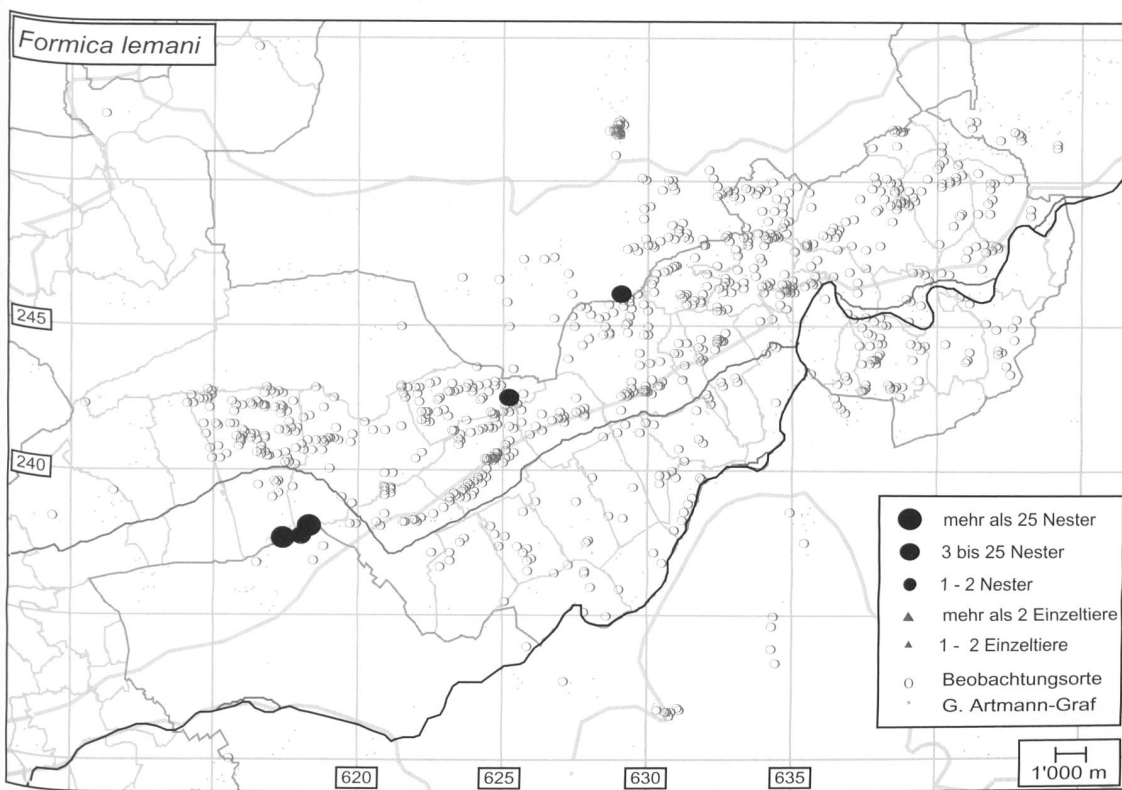 Formica lemani
245
240
mehr als 25 Nester
3 bis 25 Nester
1 - 2 Nester
mehr als 2 Einzeltiere
1 - 2 Einzeltiere
Beobachtungsorte
G. Artmann-Graf
620
625
630
635
1'000 m